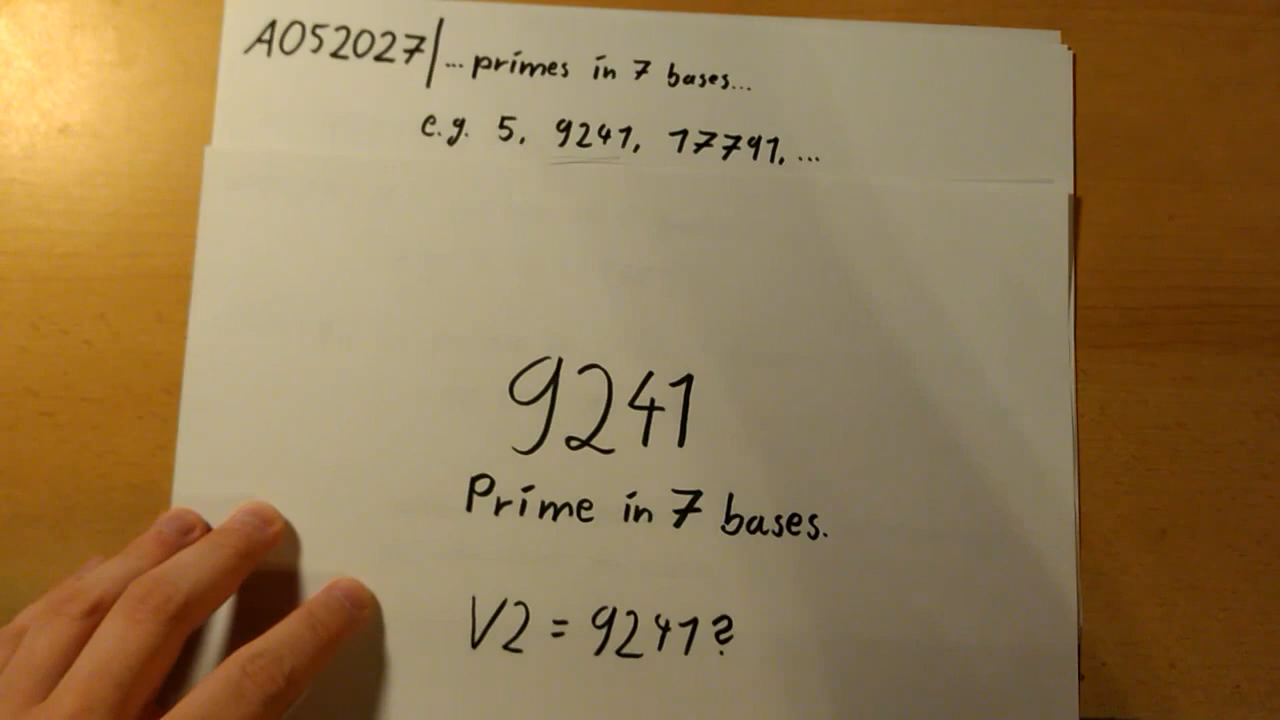 A052027| ... primes in 7 bases...
e.g. 5, 9241, 17791, ...
9241
Prime in 7 bases.
V2 = 9241?